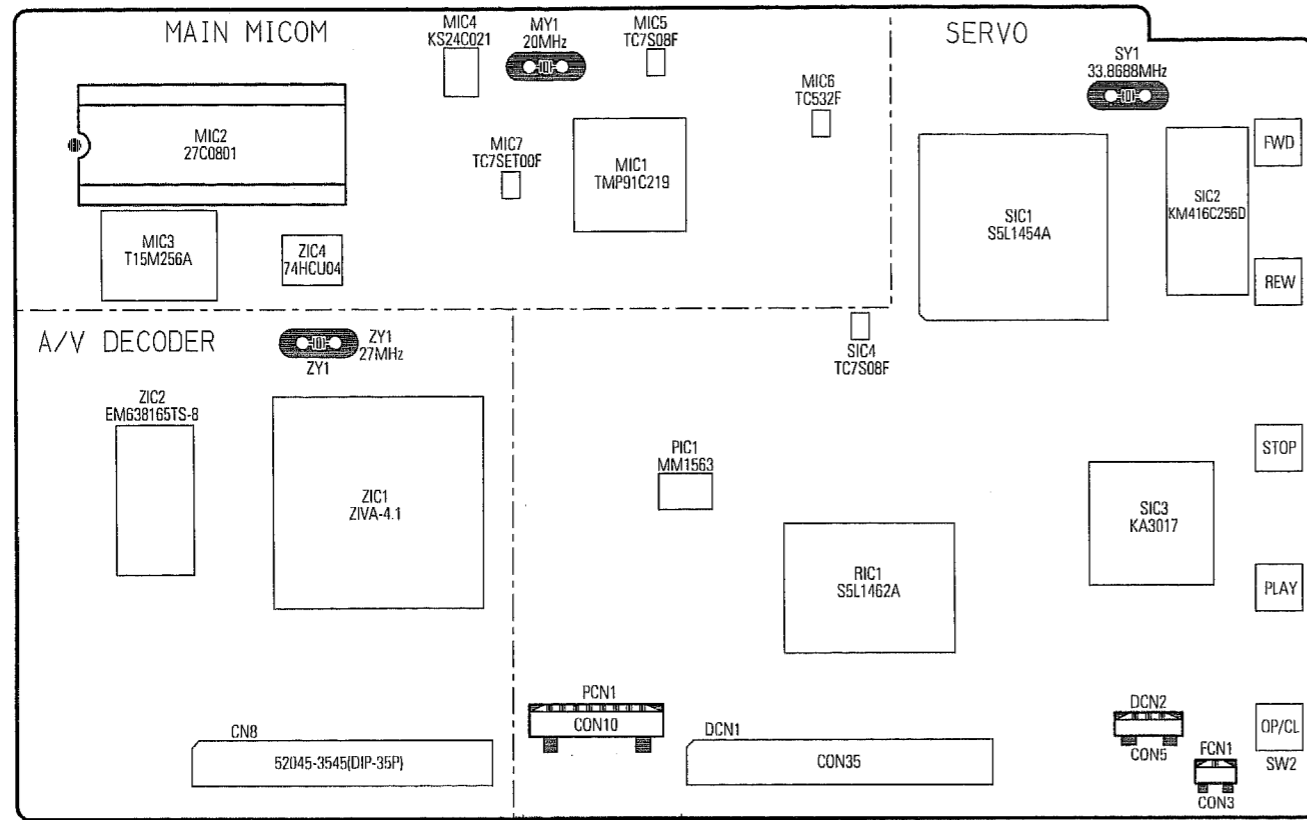 MAIN MICOM
MIC4
KS24C021
MY1
20MHz
MIC5
TC7S08F
SERVO
SY1
33.8688MHz
MIC6
TC532F
MIC2
27C0801
MIC7
TC7SET00F
MIC1
TMP91C219
FWD
SIC1
S5L1454A
SIC2
KM416C256D
MIC3
T15M256A
ZIC4
74HCU04
REW
A/V DECODER
ZY1
27MHz
ZY1
SIC4
TC7S08F
ZIC2
EM638165TS-8
PIC1
MM1563
STOP
ZIC1
ZIVA-4.1
SIC3
KA3017
RIC1
S5L1462A
PLAY
PCN1
CON10
DCN2
CON5
OP/CL
SW2
CN8
52045-3545(DIP-35P)
DCN1
CON35
FCN1
CON3